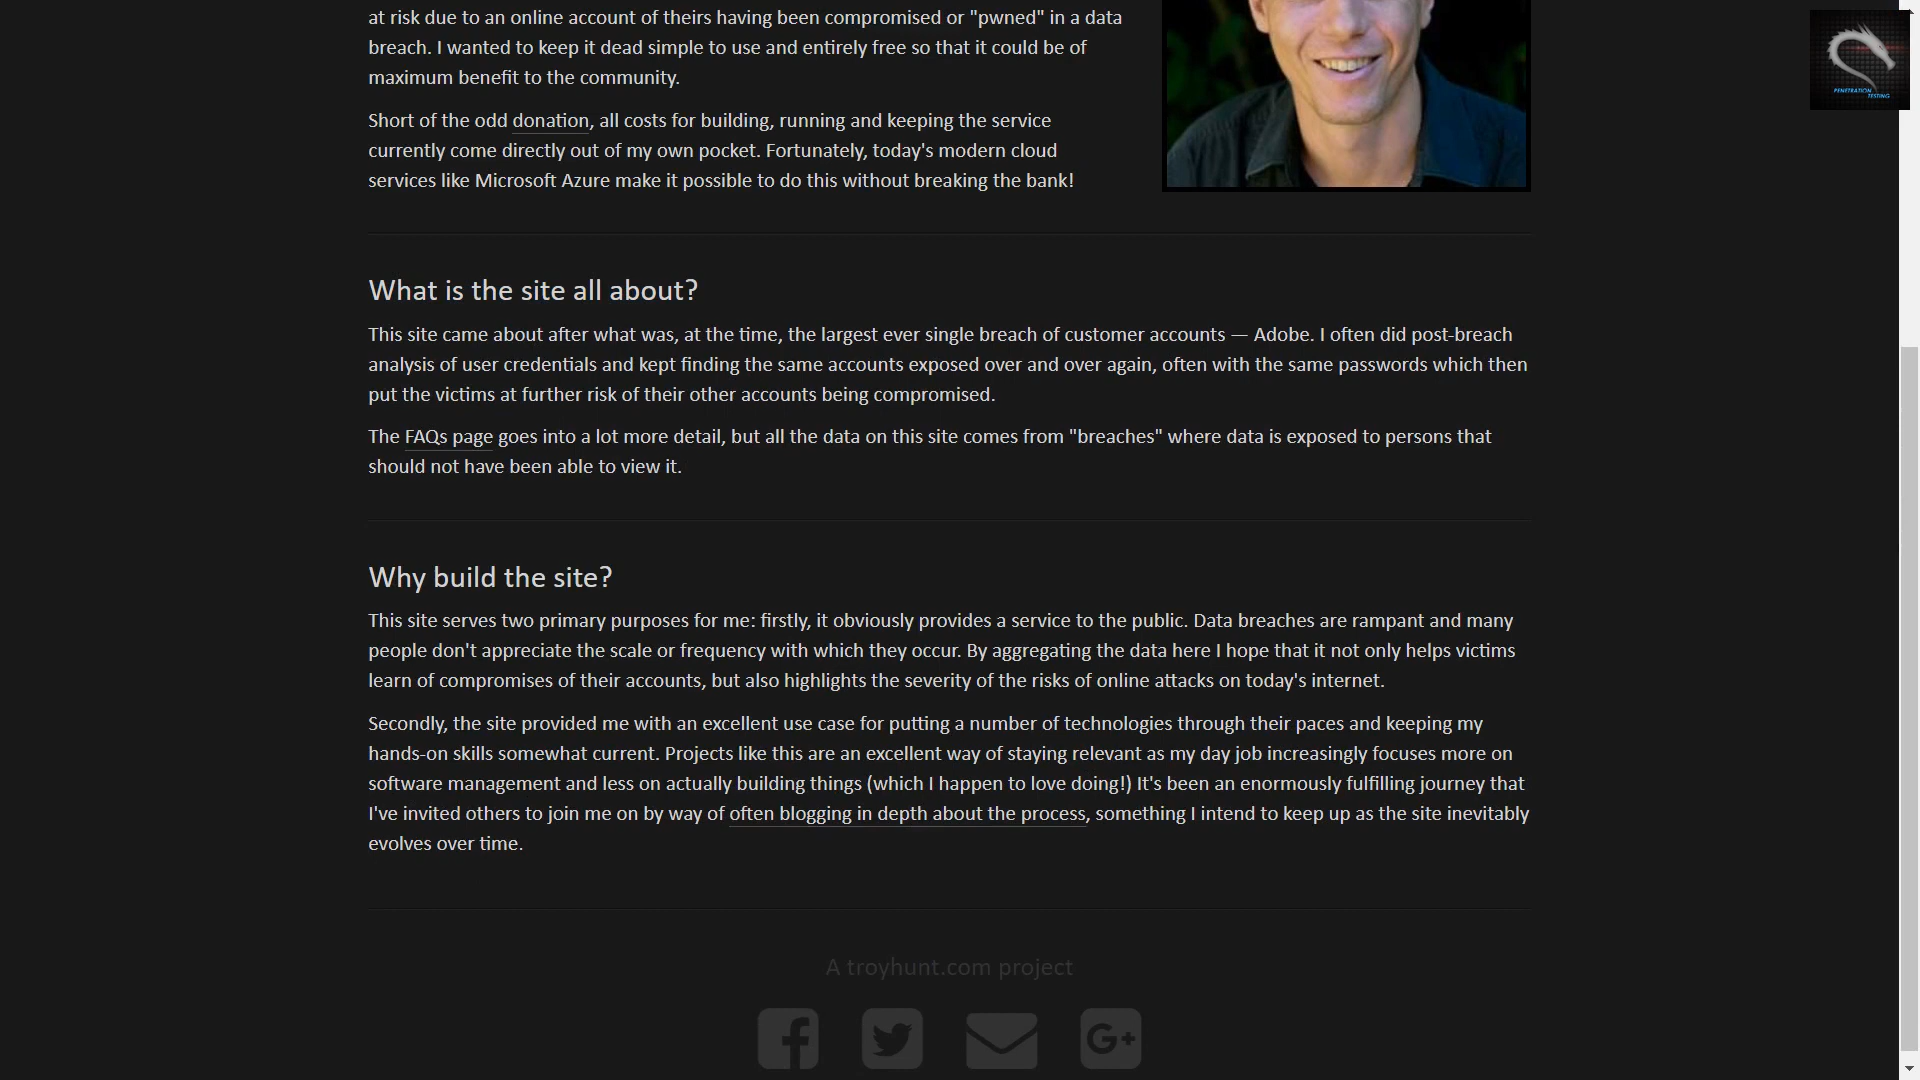 at risk due to an online account of theirs having been compromised or "pwned" in a data
breach. I wanted to keep it dead simple to use and entirely free so that it could be of
maximum benefit to the community.
Short of the odd donation, all costs for building, running and keeping the service
currently come directly out of my own pocket. Fortunately, today's modern cloud
services like Microsoft Azure make it possible to do this without breaking the bank!
PENETRATION
TESTING
What is the site all about?
This site came about after what was, at the time, the largest ever single breach of customer accounts — Adobe. I often did post-breach
analysis of user credentials and kept finding the same accounts exposed over and over again, often with the same passwords which then
put the victims at further risk of their other accounts being compromised.
The FAQs page goes into a lot more detail, but all the data on this site comes from "breaches" where data is exposed to persons that
should not have been able to view it.
Why build the site?
This site serves two primary purposes for me: firstly, it obviously provides a service to the public. Data breaches are rampant and many
people don't appreciate the scale or frequency with which they occur. By aggregating the data here I hope that it not only helps victims
learn of compromises of their accounts, but also highlights the severity of the risks of online attacks on today's internet.
Secondly, the site provided me with an excellent use case for putting a number of technologies through their paces and keeping my
hands-on skills somewhat current. Projects like this are an excellent way of staying relevant as my day job increasingly focuses more on
software management and less on actually building things (which I happen to love doing!) It's been an enormously fulfilling journey that
I've invited others to join me on by way of often blogging in depth about the process, something I intend to keep up as the site inevitably
evolves over time.
A troyhunt.com project
G+